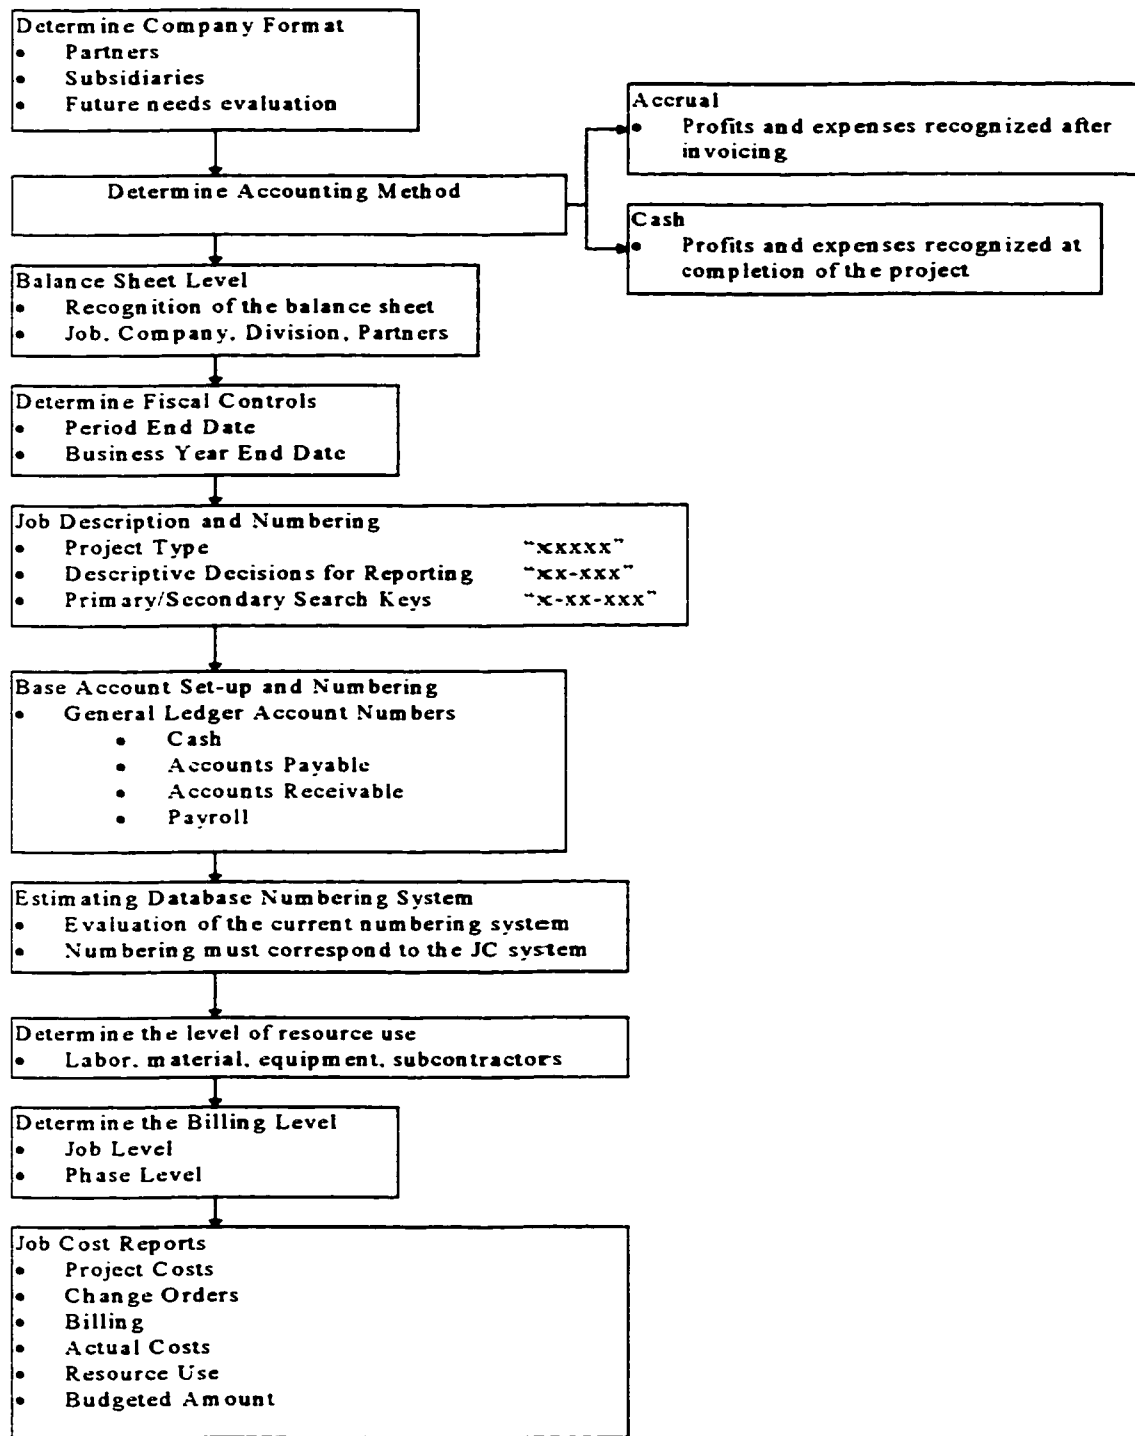 Determine Company Format
• Partners
• Subsidiaries
• Future needs evaluation
Accrual
• Profits and expenses recognized after
invoicing
Determine Accounting Method
Cash
• Profits and expenses recognized at
completion of the project
Balance Sheet Level
• Recognition of the balance sheet
• Job, Company, Division, Partners
Determine Fiscal Controls
• Period End Date
• Business Year End Date
Job Description and Numbering
• Project Type "xxxxx"
• Descriptive Decisions for Reporting "xx-xxx"
• Primary/Secondary Search Keys "x-xx-xxx"
Base Account Set-up and Numbering
• General Ledger Account Numbers
• Cash
• Accounts Payable
• Accounts Receivable
• Payroll
Estimating Database Numbering System
• Evaluation of the current numbering system
• Numbering must correspond to the JC system
Determine the level of resource use
• Labor, material, equipment, subcontractors
Determine the Billing Level
• Job Level
• Phase Level
Job Cost Reports
• Project Costs
• Change Orders
• Billing
• Actual Costs
• Resource Use
• Budgeted Amount